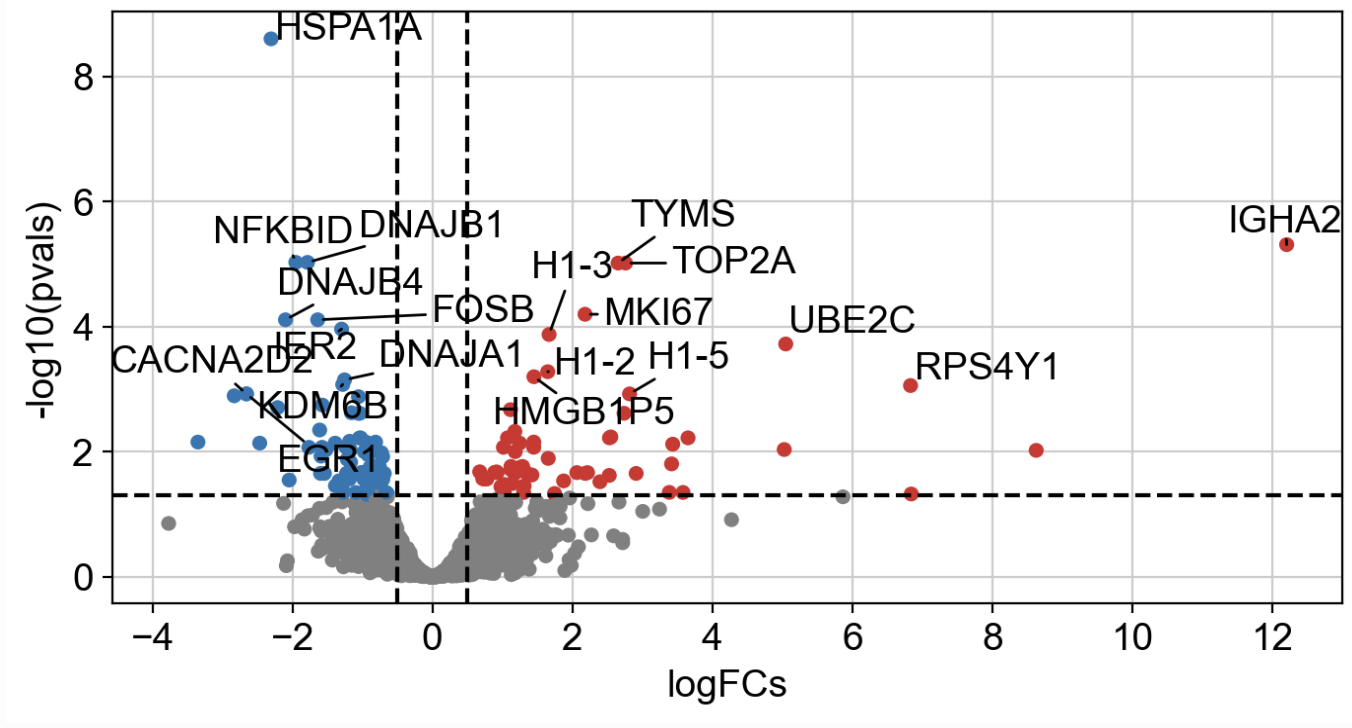 HSPA1A
8
6
TYMS
IGHA2
NFKBID
DNAJB1
H1-3
TOP2A
DNAJB4
FOSB
MKI67
UBE2C
4
IER2
CACNA2D2
DNAJA1
H1-2
H1-5
RPS4Y1
KDM6B
HMGB1P5
EGR1
2
0
-log10(pvals)
−4 −2 0 2 4 6 8 10 12
logFCs